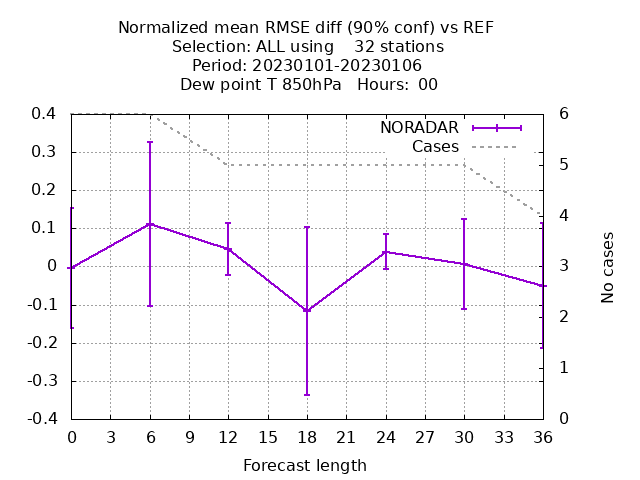 Normalized mean RMSE diff (90% conf) vs REF
Selection: ALL using    32 stations
Period: 20230101-20230106
Dew point T 850hPa   Hours:  00
NORADAR
Cases
0.4
0.3
0.2
0.1
0
-0.1
-0.2
-0.3
-0.4
6
5
4
3
2
1
0
No cases
0 3 6 9 12 15 18 21 24 27 30 33 36
Forecast length